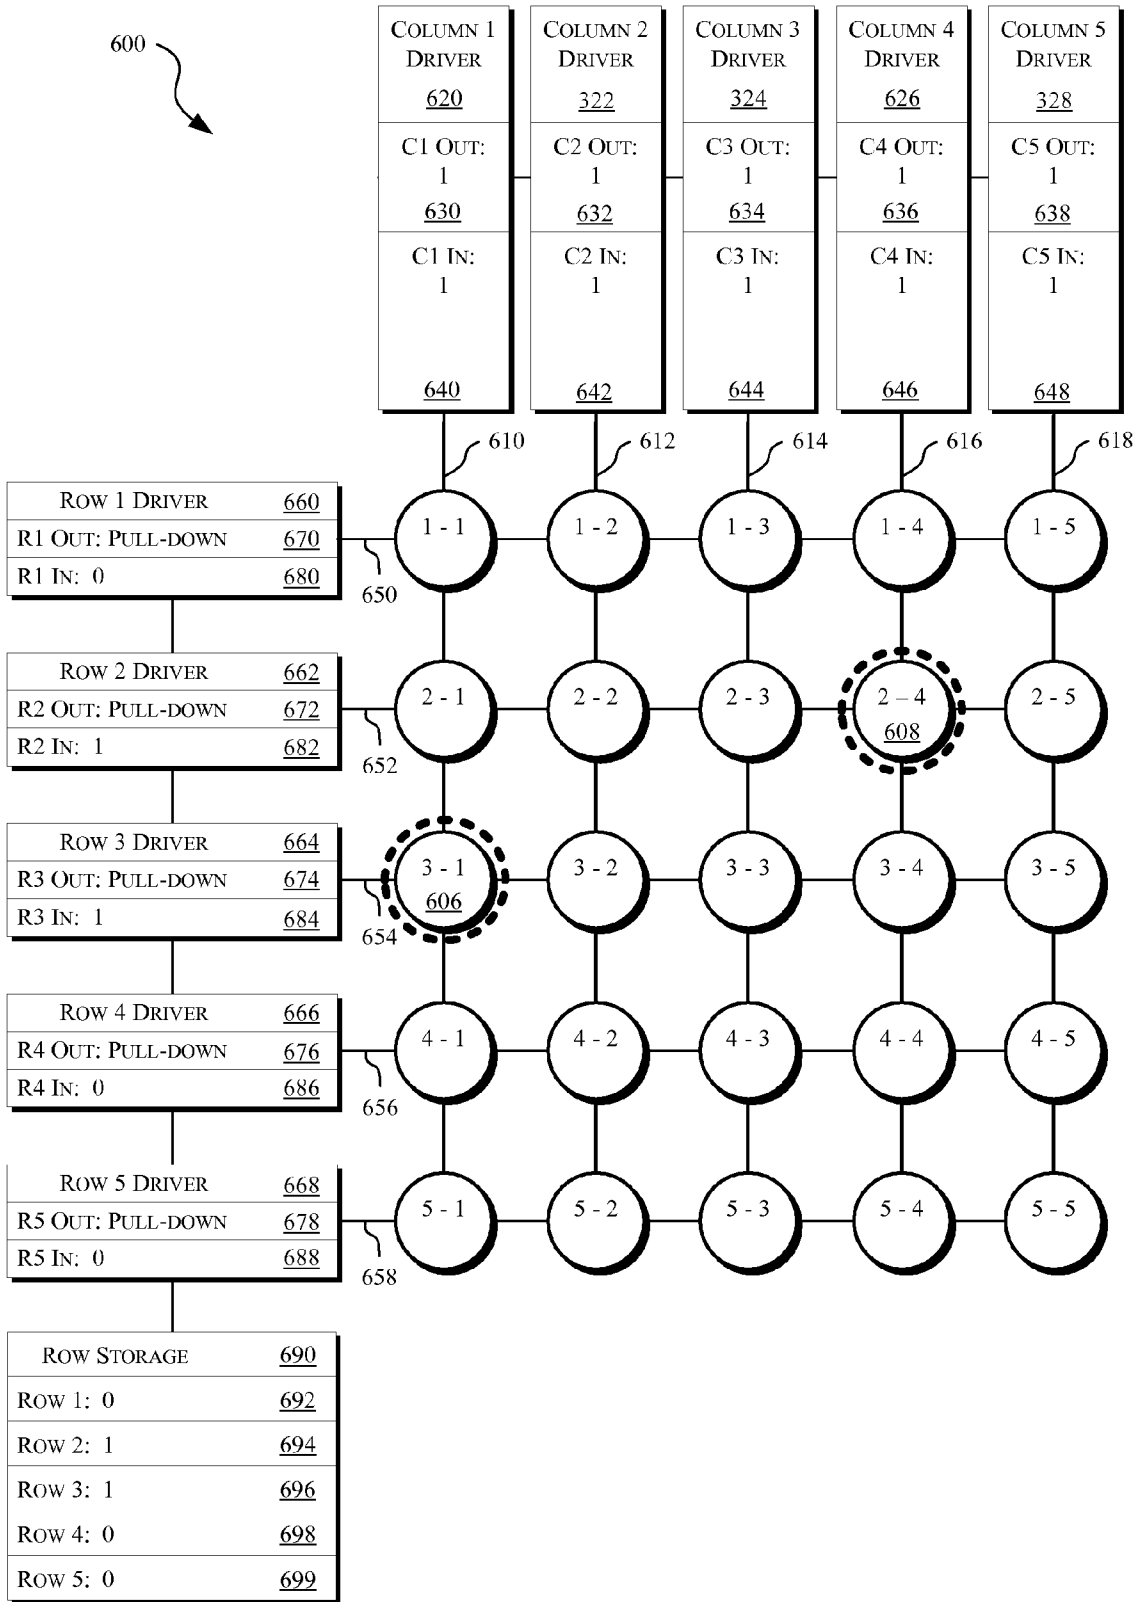 600
COLUMN 1 DRIVER
620
C1 OUT:
1
630
C1 IN:
1
640
COLUMN 2 DRIVER
322
C2 OUT:
1
632
C2 IN:
1
642
COLUMN 3 DRIVER
324
C3 OUT:
1
634
C3 IN:
1
644
COLUMN 4 DRIVER
626
C4 OUT:
1
636
C4 IN:
1
646
COLUMN 5 DRIVER
328
C5 OUT:
1
638
C5 IN:
1
648
610 612 614 616 618
ROW 1 DRIVER 660
R1 OUT: PULL-DOWN 670
R1 IN: 0 680
650
1 - 1 1 - 2 1 - 3 1 - 4 1 - 5
ROW 2 DRIVER 662
R2 OUT: PULL-DOWN 672
R2 IN: 1 682
652
2 - 1 2 - 2 2 - 3 2 – 4 2 - 5
608
ROW 3 DRIVER 664
R3 OUT: PULL-DOWN 674
R3 IN: 1 684
654
3 - 1 3 - 2 3 - 3 3 - 4 3 - 5
606
ROW 4 DRIVER 666
R4 OUT: PULL-DOWN 676
R4 IN: 0 686
656
4 - 1 4 - 2 4 - 3 4 - 4 4 - 5
ROW 5 DRIVER 668
R5 OUT: PULL-DOWN 678
R5 IN: 0 688
658
5 - 1 5 - 2 5 - 3 5 - 4 5 - 5
ROW STORAGE 690
ROW 1: 0 692
ROW 2: 1 694
ROW 3: 1 696
ROW 4: 0 698
ROW 5: 0 699